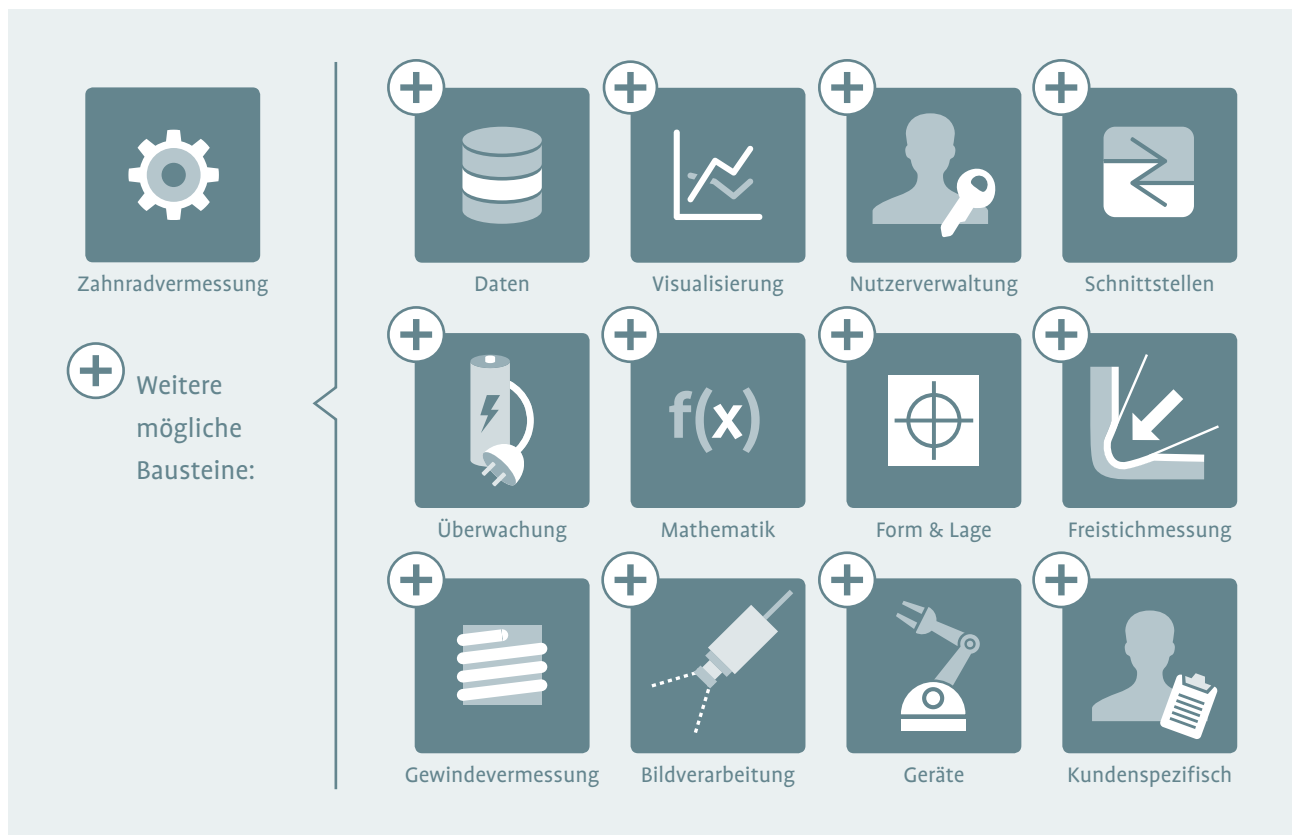 Zahnradvermessung
Weitere
mögliche
Bausteine:
Daten
Visualisierung
Nutzerverwaltung
Schnittstellen
Überwachung
f(x)
Mathematik
Form & Lage
Freistichmessung
Gewindevermessung
Bildverarbeitung
Geräte
Kundenspezifisch